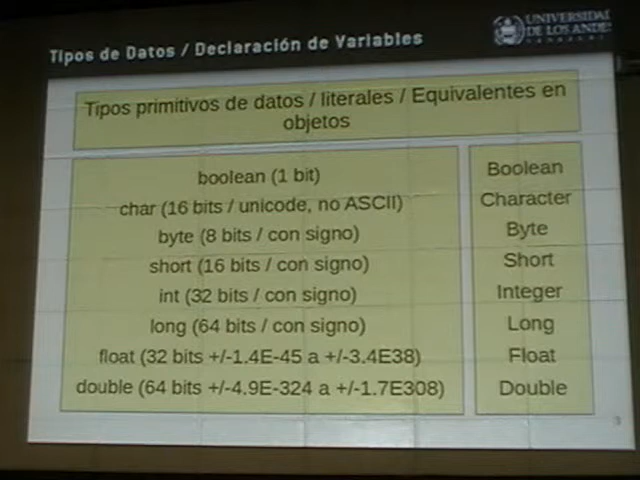 Tipos de Datos / Declaración de Variables
UNIVERSIDAD
DE LOS ANDES
Tipos primitivos de datos / literales / Equivalentes en
objetos
boolean (1 bit)
char (16 bits / unicode, no ASCII)
byte (8 bits / con signo)
short (16 bits / con signo)
int (32 bits / con signo)
long (64 bits / con signo)
float (32 bits +/-1.4E-45 a +/-3.4E38)
double (64 bits +/-4.9E-324 a +/-1.7E308)
Boolean
Character
Byte
Short
Integer
Long
Float
Double
3